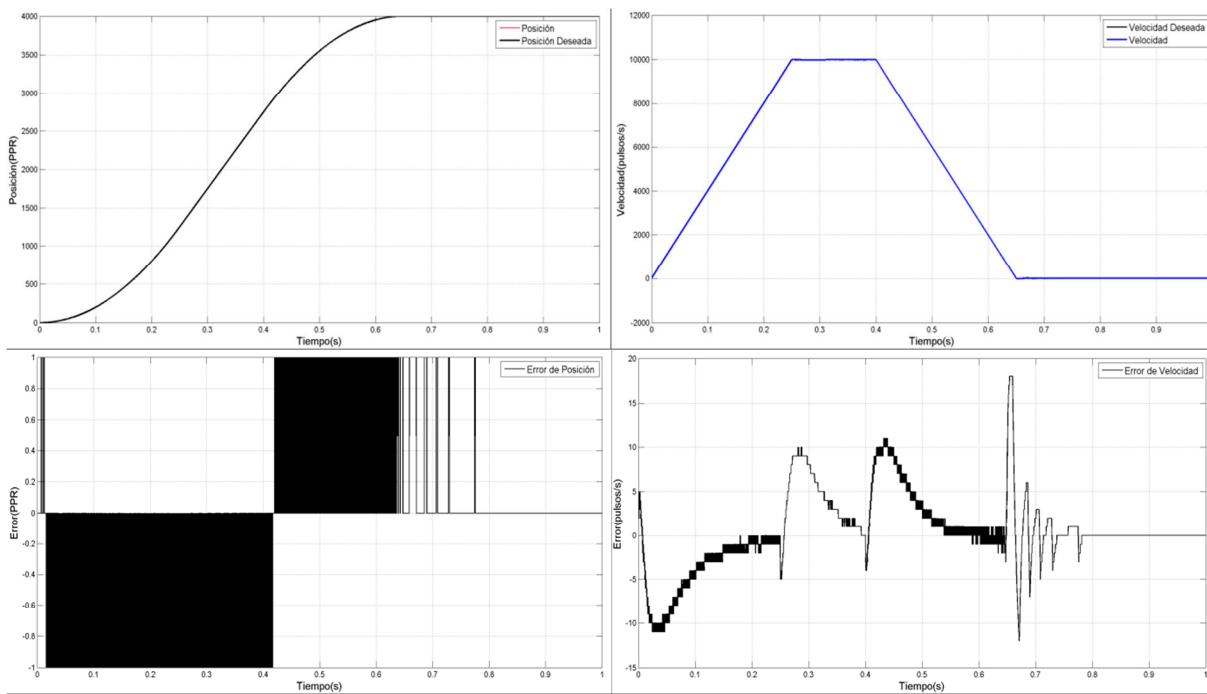 4000
3500
3000
2500
2000
1500
1000
500
0
Posición(PPR)
Posición
Posición Deseada
0 0.1 0.2 0.3 0.4 0.5 0.6 0.7 0.8 0.9 1
Tiempo(s)
12000
10000
8000
6000
4000
2000
0
-2000
Velocidad(pulsos/s)
Velocidad Deseada
Velocidad
0 0.1 0.2 0.3 0.4 0.5 0.6 0.7 0.8 0.9
Tiempo(s)
1
0.8
0.6
0.4
0.2
0
-0.2
-0.4
-0.6
-0.8
-1
Error(PPR)
Error de Posición
0 0.1 0.2 0.3 0.4 0.5 0.6 0.7 0.8 0.9 1
Tiempo(s)
20
15
10
5
0
-5
-10
-15
Error(pulsos/s)
Error de Velocidad
0 0.1 0.2 0.3 0.4 0.5 0.6 0.7 0.8 0.9 1
Tiempo(s)